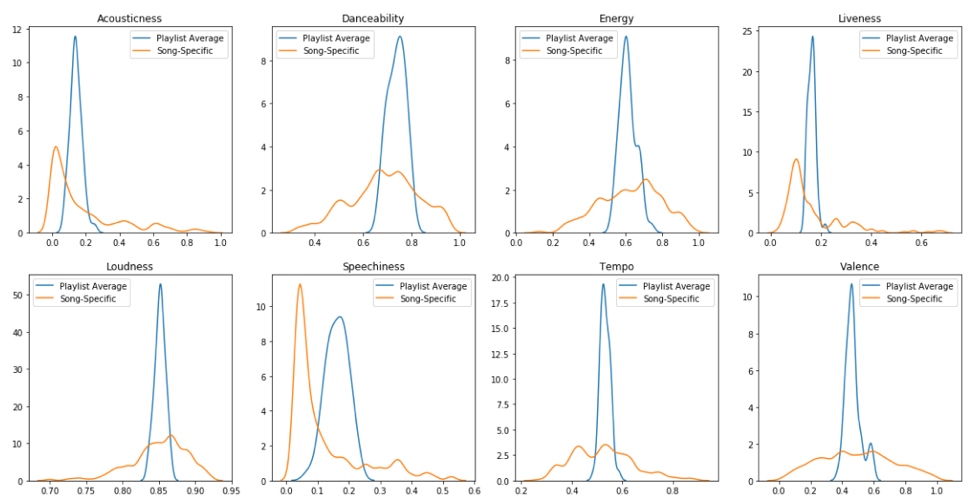 Acousticness
Playlist Average
Song-Specific
12
10
8
6
4
2
0
0.0 0.2 0.4 0.6 0.8 1.0
Danceability
Playlist Average
Song-Specific
8
6
4
2
0
0.4 0.6 0.8 1.0
Energy
Playlist Average
Song-Specific
8
6
4
2
0
0.0 0.2 0.4 0.6 0.8 1.0
Liveness
Playlist Average
Song-Specific
25
20
15
10
5
0
0.0 0.2 0.4 0.6
Loudness
Playlist Average
Song-Specific
50
40
30
20
10
0
0.70 0.75 0.80 0.85 0.90 0.95
Speechiness
Playlist Average
Song-Specific
10
8
6
4
2
0
0.0 0.1 0.2 0.3 0.4 0.5 0.6
Tempo
Playlist Average
Song-Specific
20.0
17.5
15.0
12.5
10.0
7.5
5.0
2.5
0.0
0.2 0.4 0.6 0.8
Valence
Playlist Average
Song-Specific
10
8
6
4
2
0
0.0 0.2 0.4 0.6 0.8 1.0